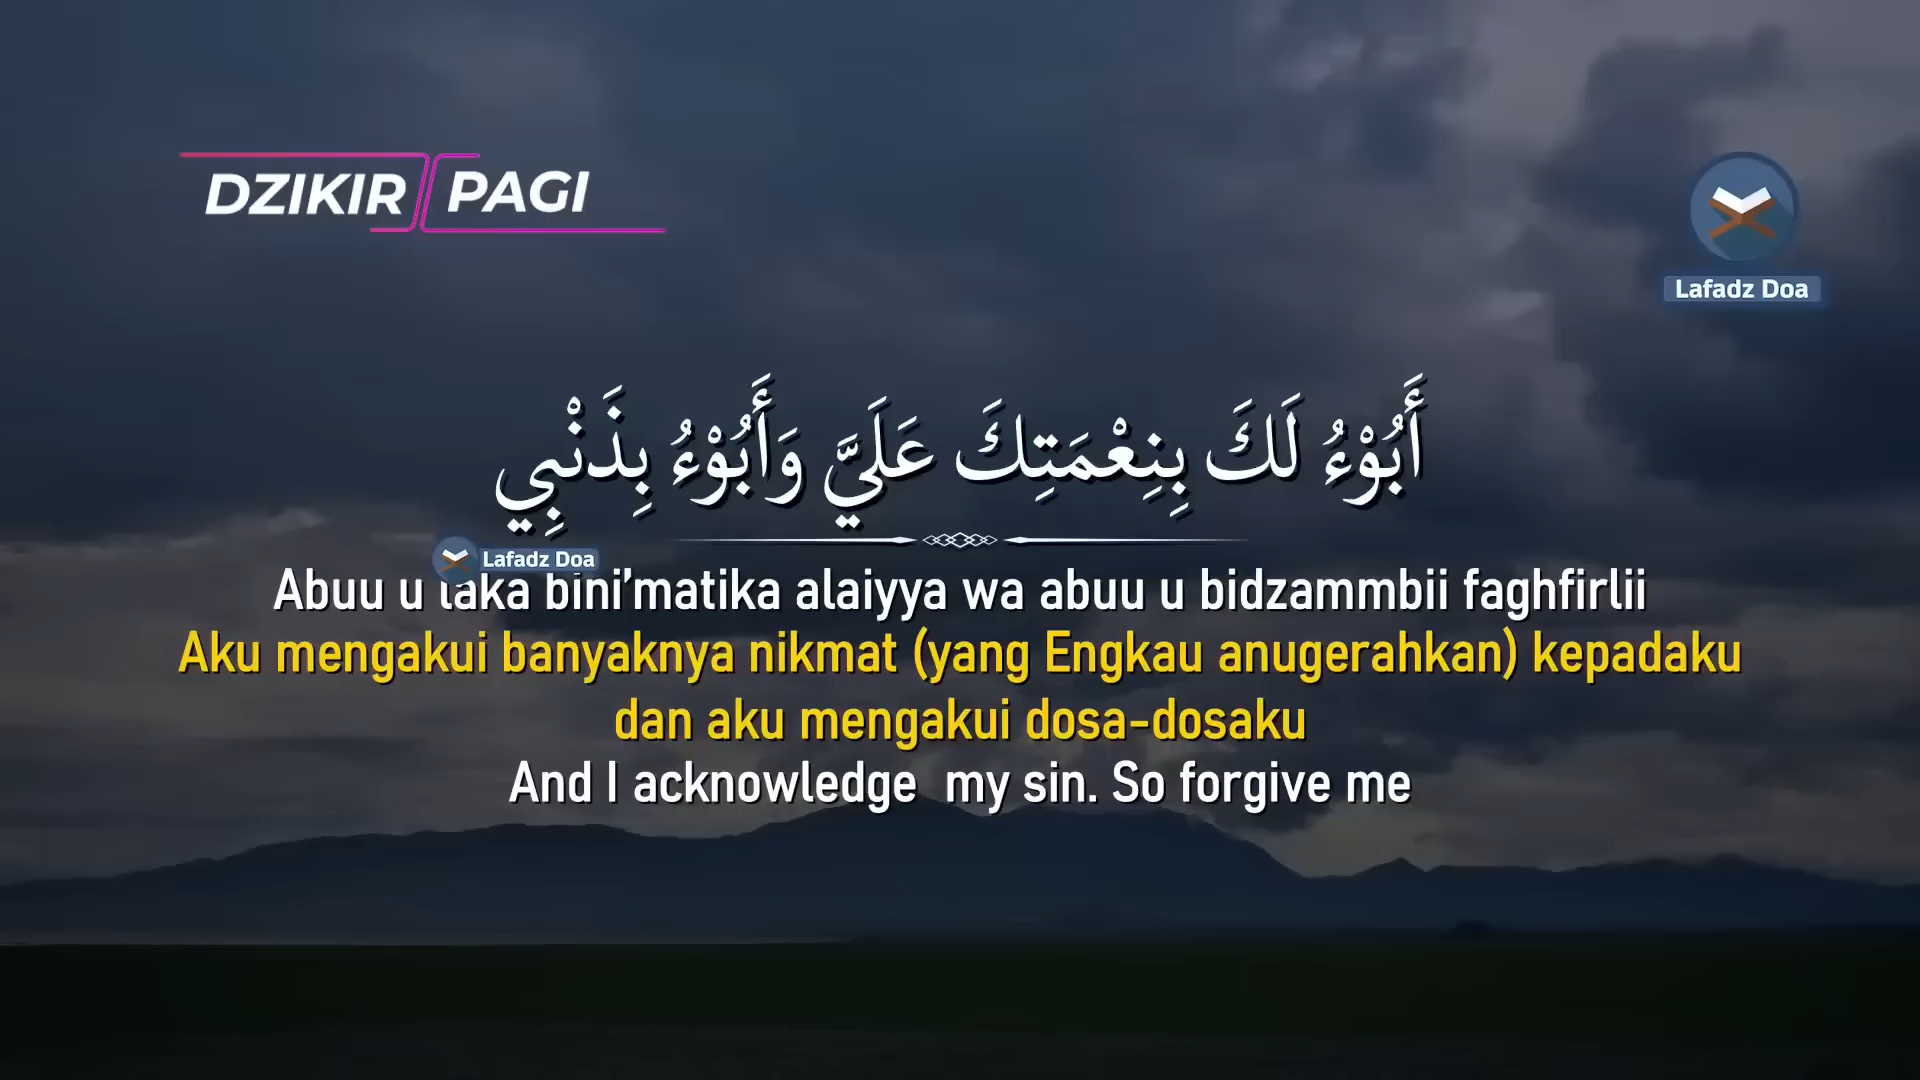 DZIKIR PAGI
Lafadz Doa
أَبُوْءُ لَكَ بِنِعْمَتِكَ عَلَيَّ وَأَبُوْءُ بِذَنْبِي
Lafadz Doa
Abuu u laka bini’matika alaiyya wa abuu u bidzammbii faghfirlii
Aku mengakui banyaknya nikmat (yang Engkau anugerahkan) kepadaku
dan aku mengakui dosa-dosaku
And I acknowledge my sin. So forgive me